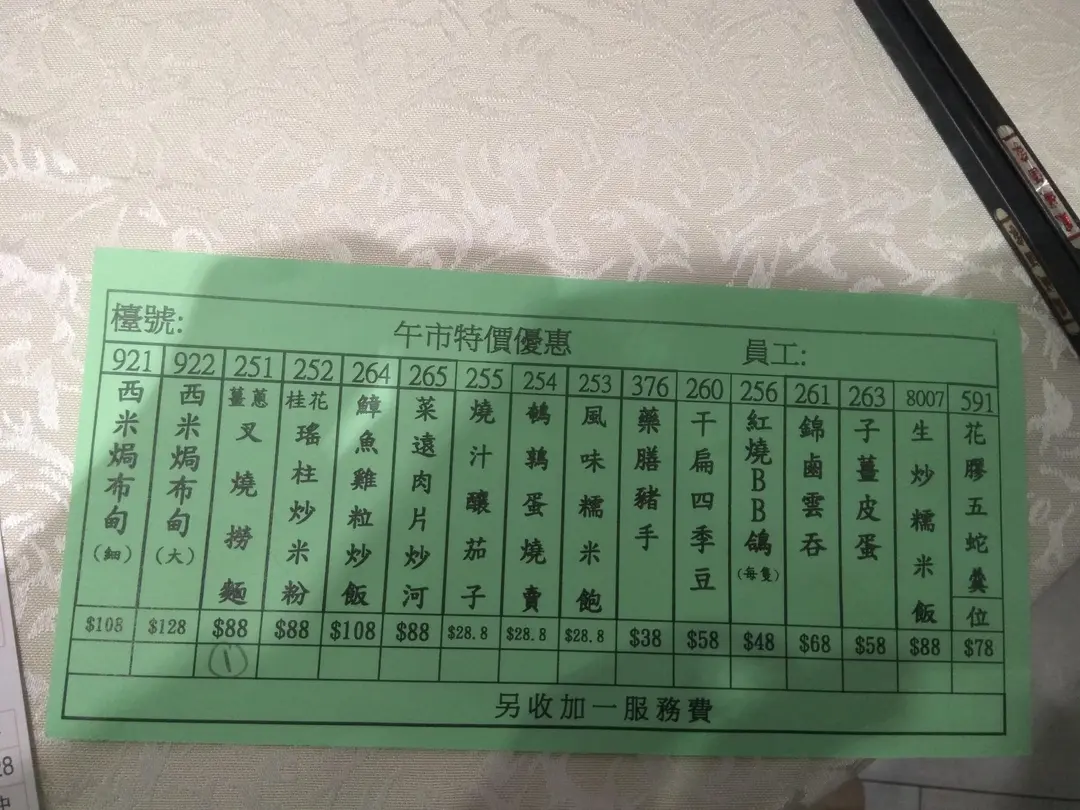 檯號:
午市特價優惠
員工:
921 922 251 252 264 265 255 254 253 376 260 256 261 263 8007 591
西米焗布甸(細)
西米焗布甸(大)
薑蔥叉燒撈麵
桂花瑤柱炒米粉
鱆魚雞粒炒飯
菜遠肉片炒河
燒汁釀茄子
鵪鶉蛋燒賣
風味糯米飽
藥膳豬手
干扁四季豆
紅燒BB鴿(每隻)
錦鹵雲吞
子薑皮蛋
生炒糯米飯
花膠五蛇羹位
$108 $128 $88 $88 $108 $88 $28.8 $28.8 $28.8 $38 $58 $48 $68 $58 $88 $78
1
另收加一服務費